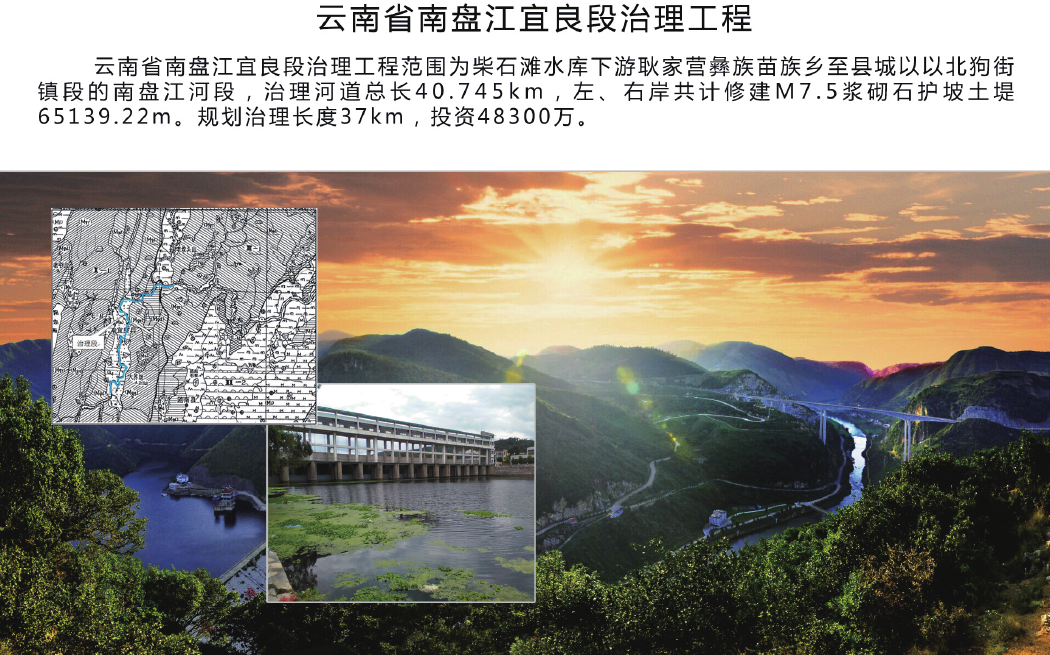 云南省南盘江宜良段治理工程
云南省南盘江宜良段治理工程范围为柴石滩水库下游耿家营彝族苗族乡至县城以以北狗街
镇段的南盘江河段，治理河道总长40.745km，左、右岸共计修建M7.5浆砌石护坡土堤
65139.22m。规划治理长度37km，投资48300万。
治理段